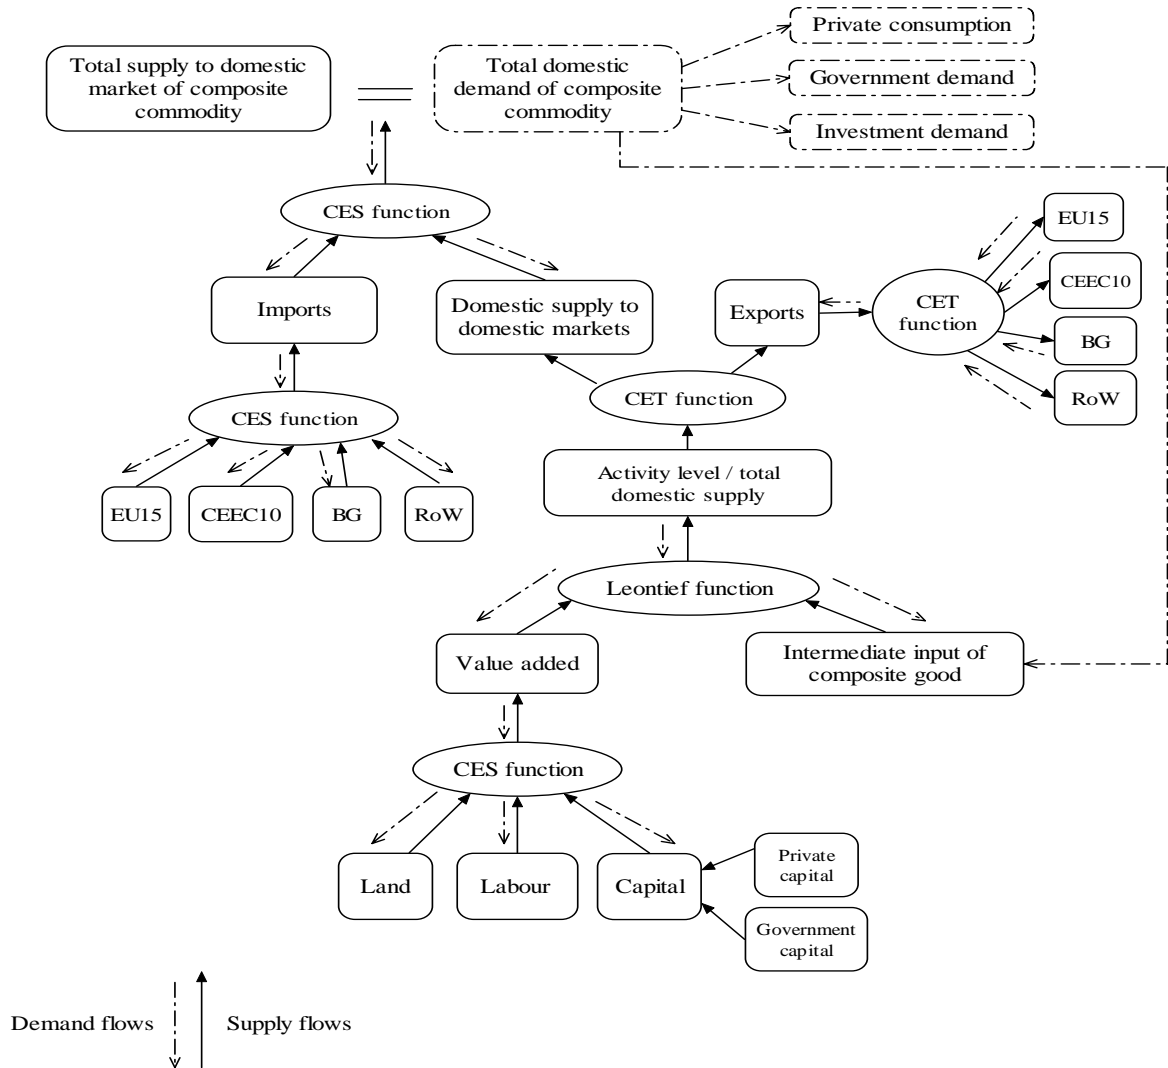 Private consumption
Total supply to domestic
market of composite
commodity
Total domestic
demand of composite
commodity
Government demand
Investment demand
CES function
EU15
CEEC10
BG
RoW
Imports
Domestic supply to
domestic markets
Exports
CET
function
CES function
CET function
EU15
CEEC10
BG
RoW
Activity level / total
domestic supply
Leontief function
Value added
Intermediate input of
composite good
CES function
Land
Labour
Capital
Private
capital
Government
capital
Demand flows
Supply flows